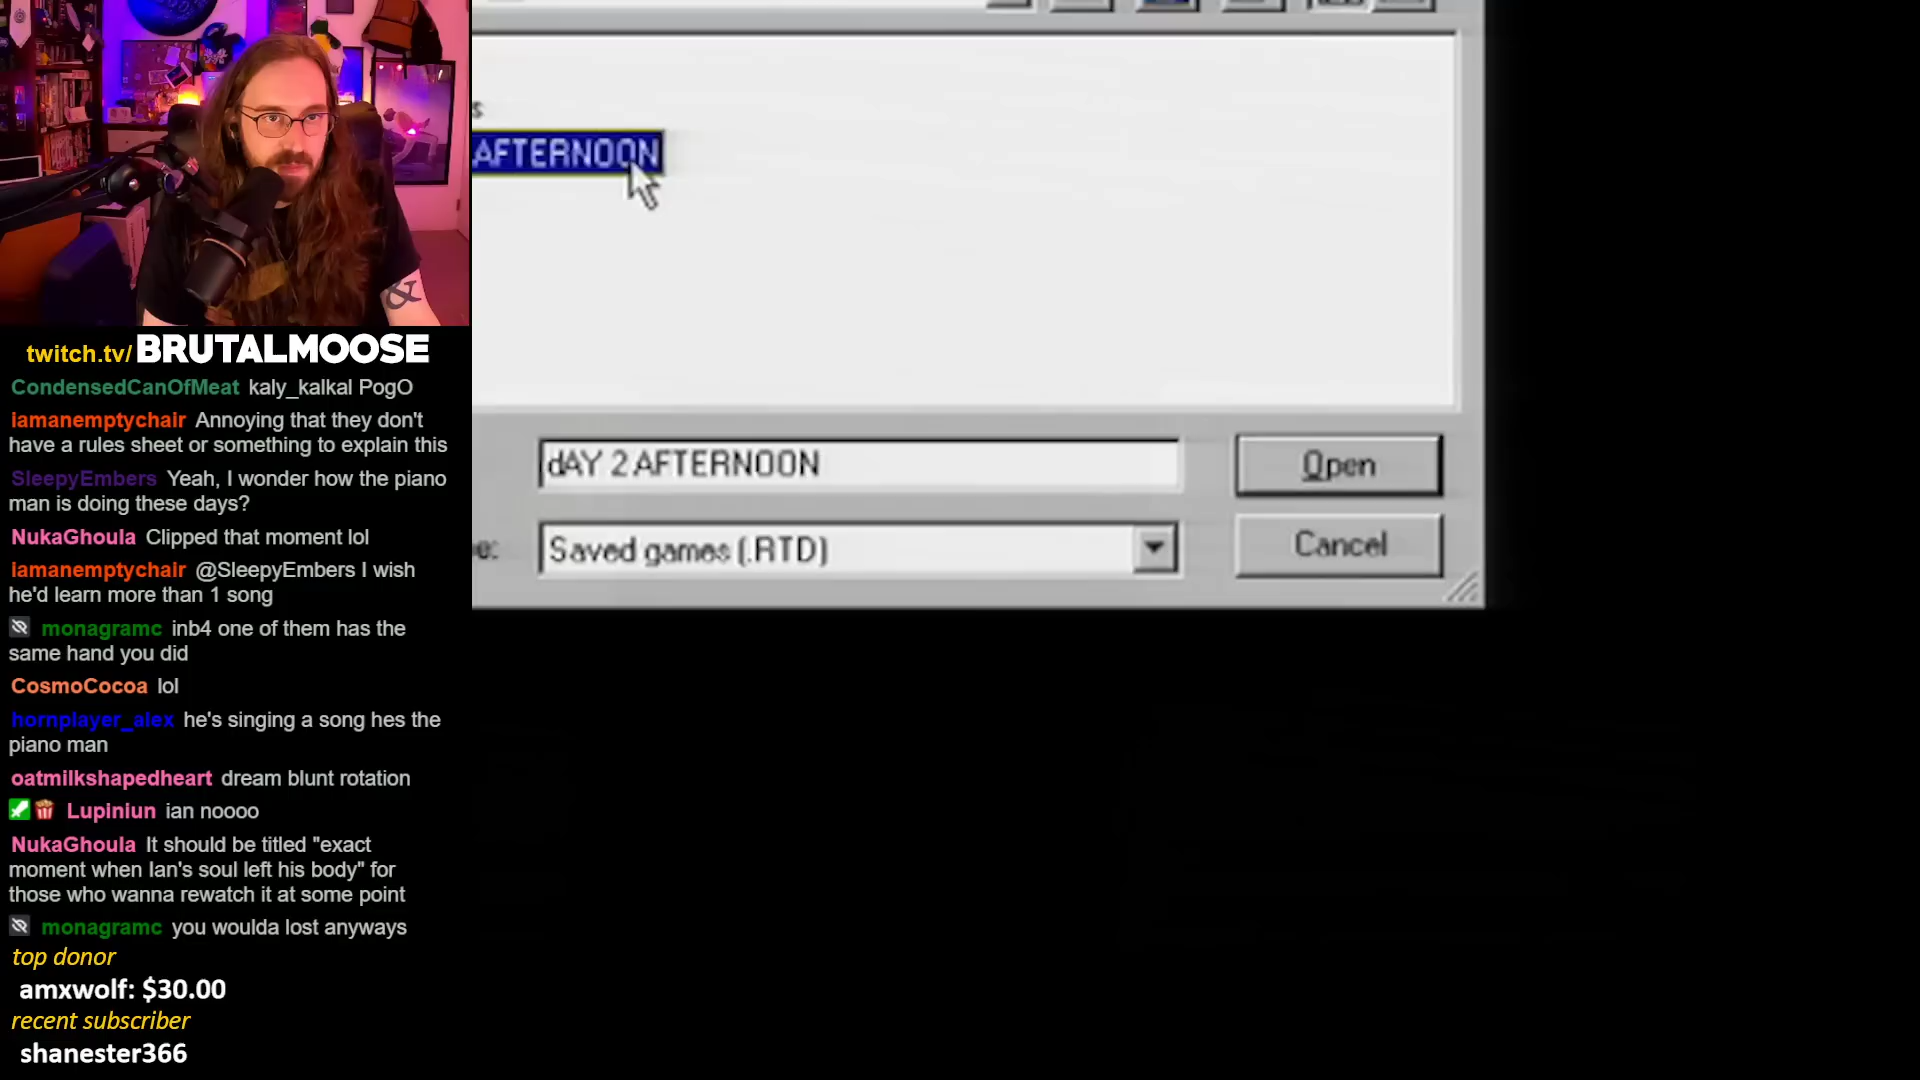 twitch.tv/BRUTALMOOSE
CondensedCanOfMeat kaly_kalkal PogO
iamanemptychair Annoying that they don't
have a rules sheet or something to explain this
SleepyEmbers Yeah, I wonder how the piano
man is doing these days?
NukaGhoula Clipped that moment lol
iamanemptychair @SleepyEmbers I wish
he'd learn more than 1 song
monagramc inb4 one of them has the
same hand you did
CosmoCocoa lol
hornplayer_alex he's singing a song hes the
piano man
oatmilkshapedheart dream blunt rotation
Lupiniun ian noooo
NukaGhoula It should be titled "exact
moment when Ian's soul left his body" for
those who wanna rewatch it at some point
monagramc you woulda lost anyways
top donor
amxwolf: $30.00
recent subscriber
shanester366
s
AFTERNOON
dAY 2 AFTERNOON
Open
e: Saved games (.RTD)
Cancel
&